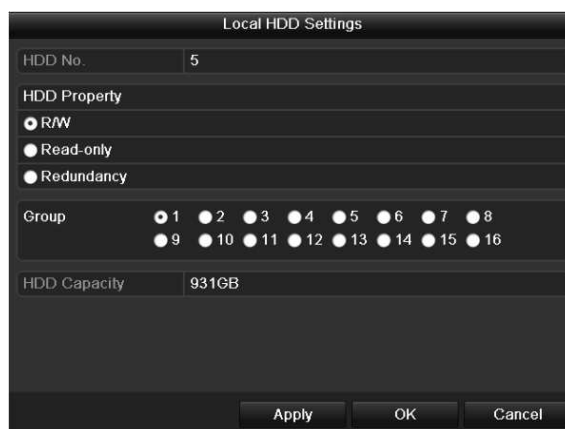 Local HDD Settings
HDD No. 5
HDD Property
R/W
Read-only
Redundancy
Group 1 2 3 4 5 6 7 8
9 10 11 12 13 14 15 16
HDD Capacity 931GB
Apply OK Cancel